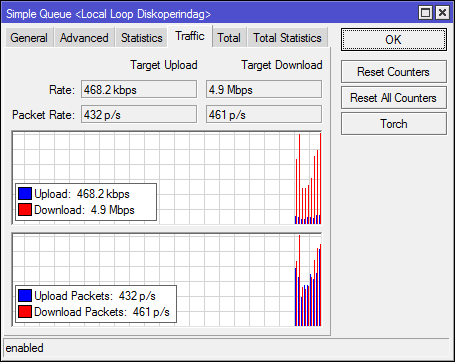 Simple Queue <Local Loop Diskoperindag>
General Advanced Statistics Traffic Total Total Statistics
Target Upload Target Download
Rate: 468.2 kbps 4.9 Mbps
Packet Rate: 432 p/s 461 p/s
Upload: 468.2 kbps
Download: 4.9 Mbps
Upload Packets: 432 p/s
Download Packets: 461 p/s
OK
Reset Counters
Reset All Counters
Torch
enabled